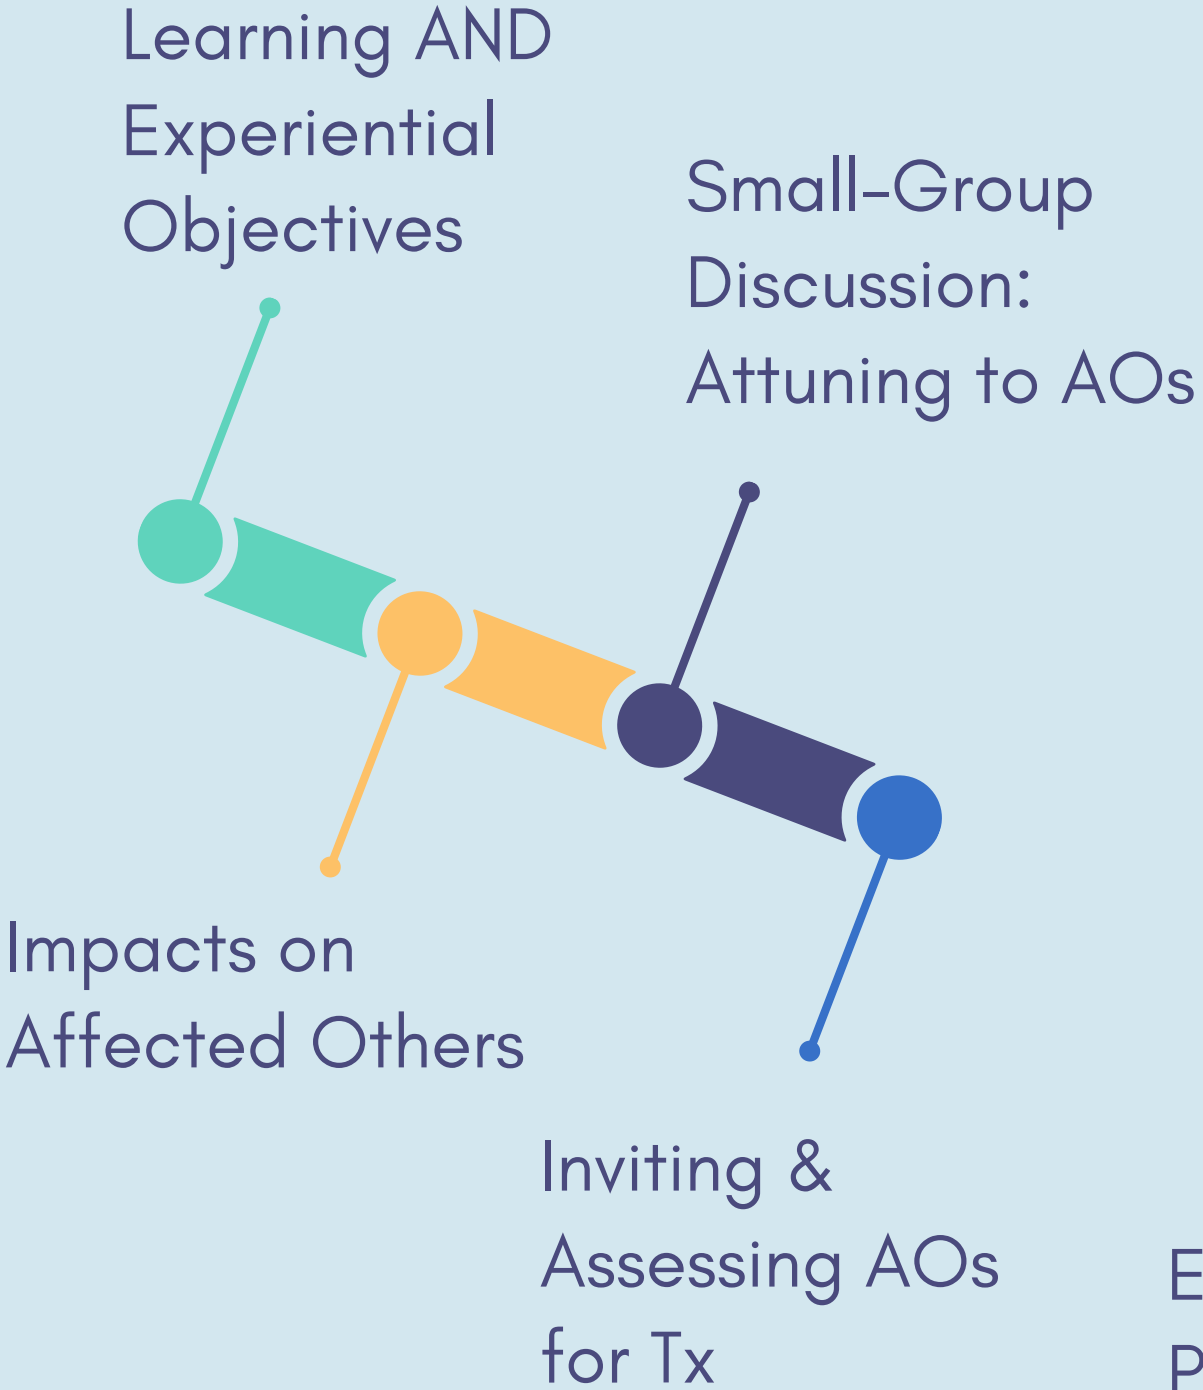 Learning AND
Experiential
Objectives
Small-Group
Discussion:
Attuning to AOs
Impacts on
Affected Others
Inviting &
Assessing AOs
for Tx